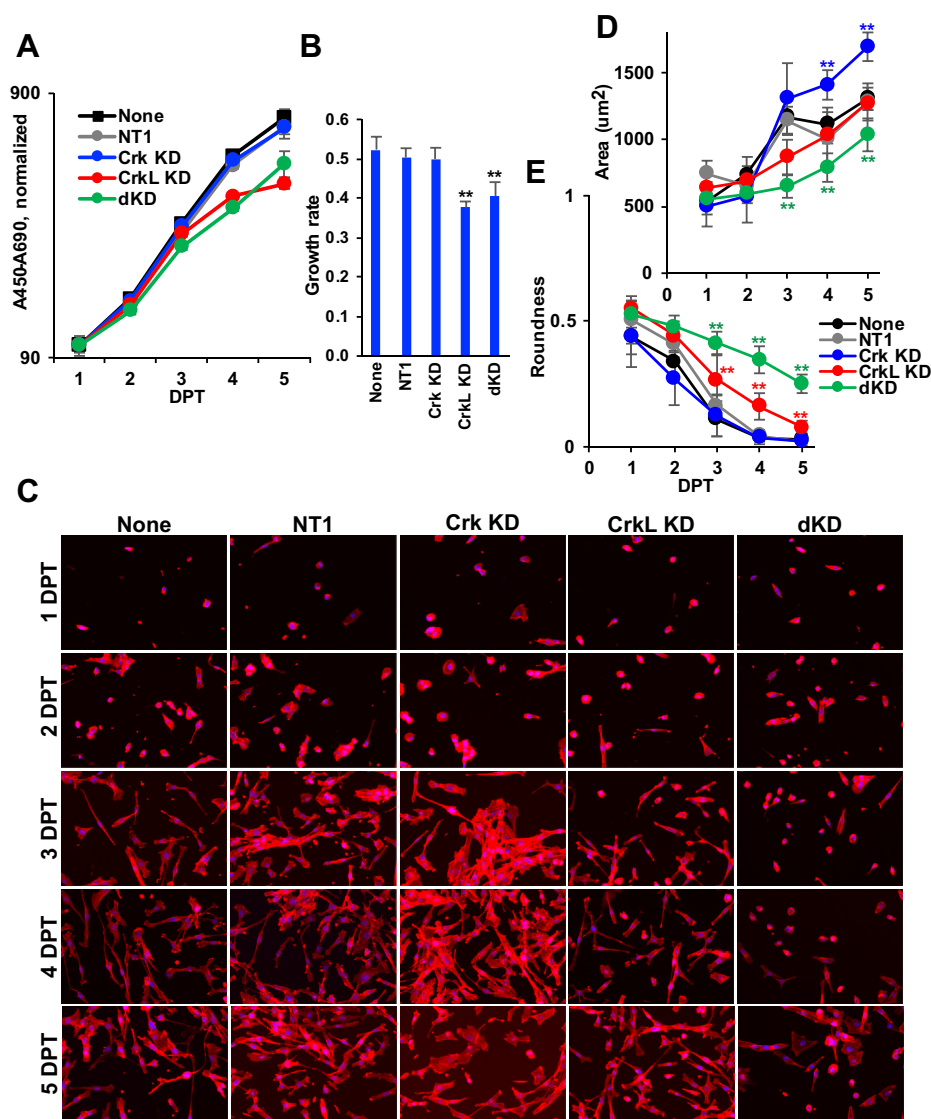 A
A450-A690, normalized
900
90
None
NT1
Crk KD
CrkL KD
dKD
1 2 3 4 5
DPT
B
Growth rate
0.6
0.5
0.4
0.3
0.2
0.1
0.0
** **
None
NT1
Crk KD
CrkL KD
dKD
D
Area (um2)
1500
1000
500
0
** **
** ** **
0 1 2 3 4 5
E
Roundness
1
0.5
0
** ** **
** ** **
0 1 2 3 4 5
DPT
None
NT1
Crk KD
CrkL KD
dKD
C
None NT1 Crk KD CrkL KD dKD
1 DPT
2 DPT
3 DPT
4 DPT
5 DPT